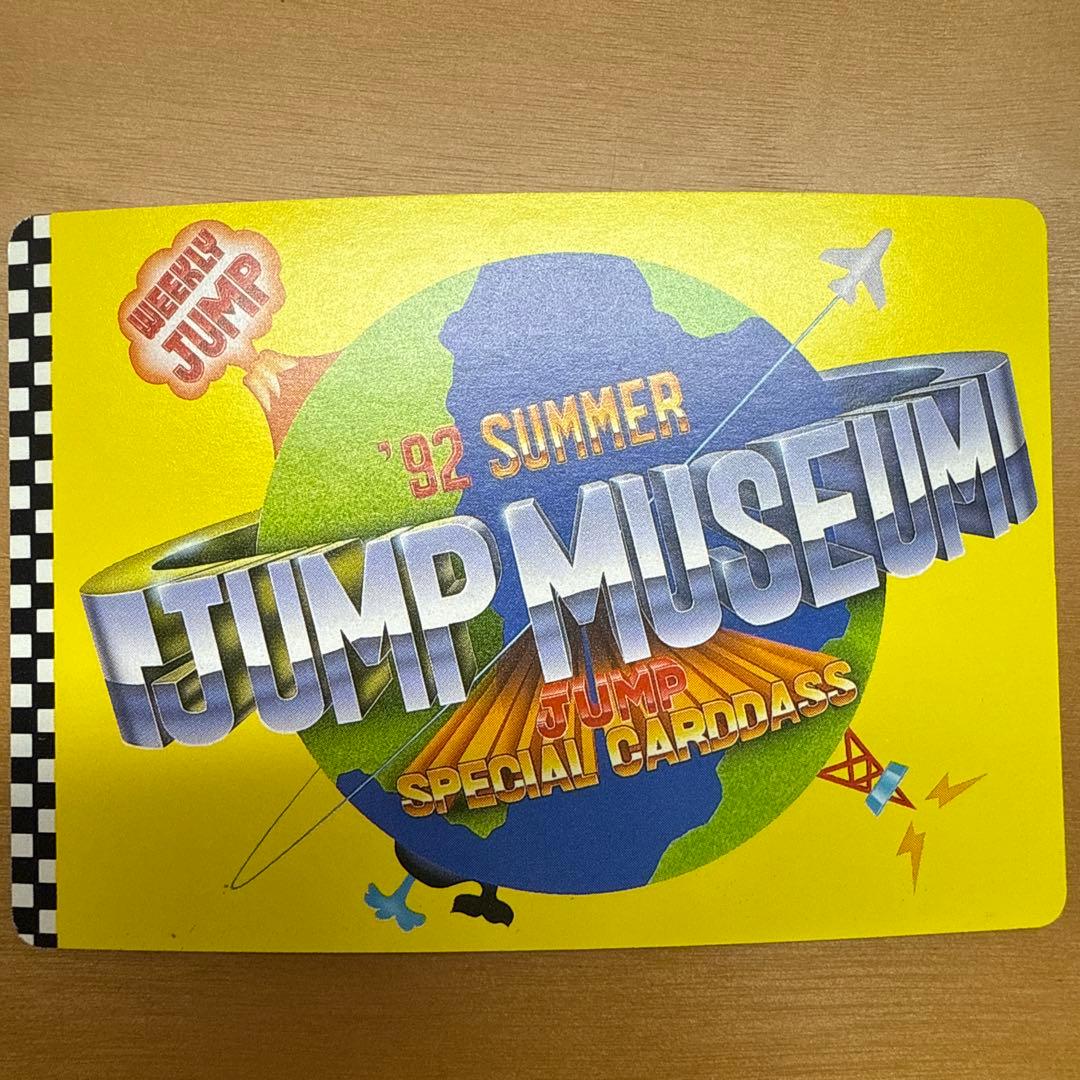 WEEKLY
JUMP
'92 SUMMER
JUMP MUSEUM
JUMP
SPECIAL CARDDASS